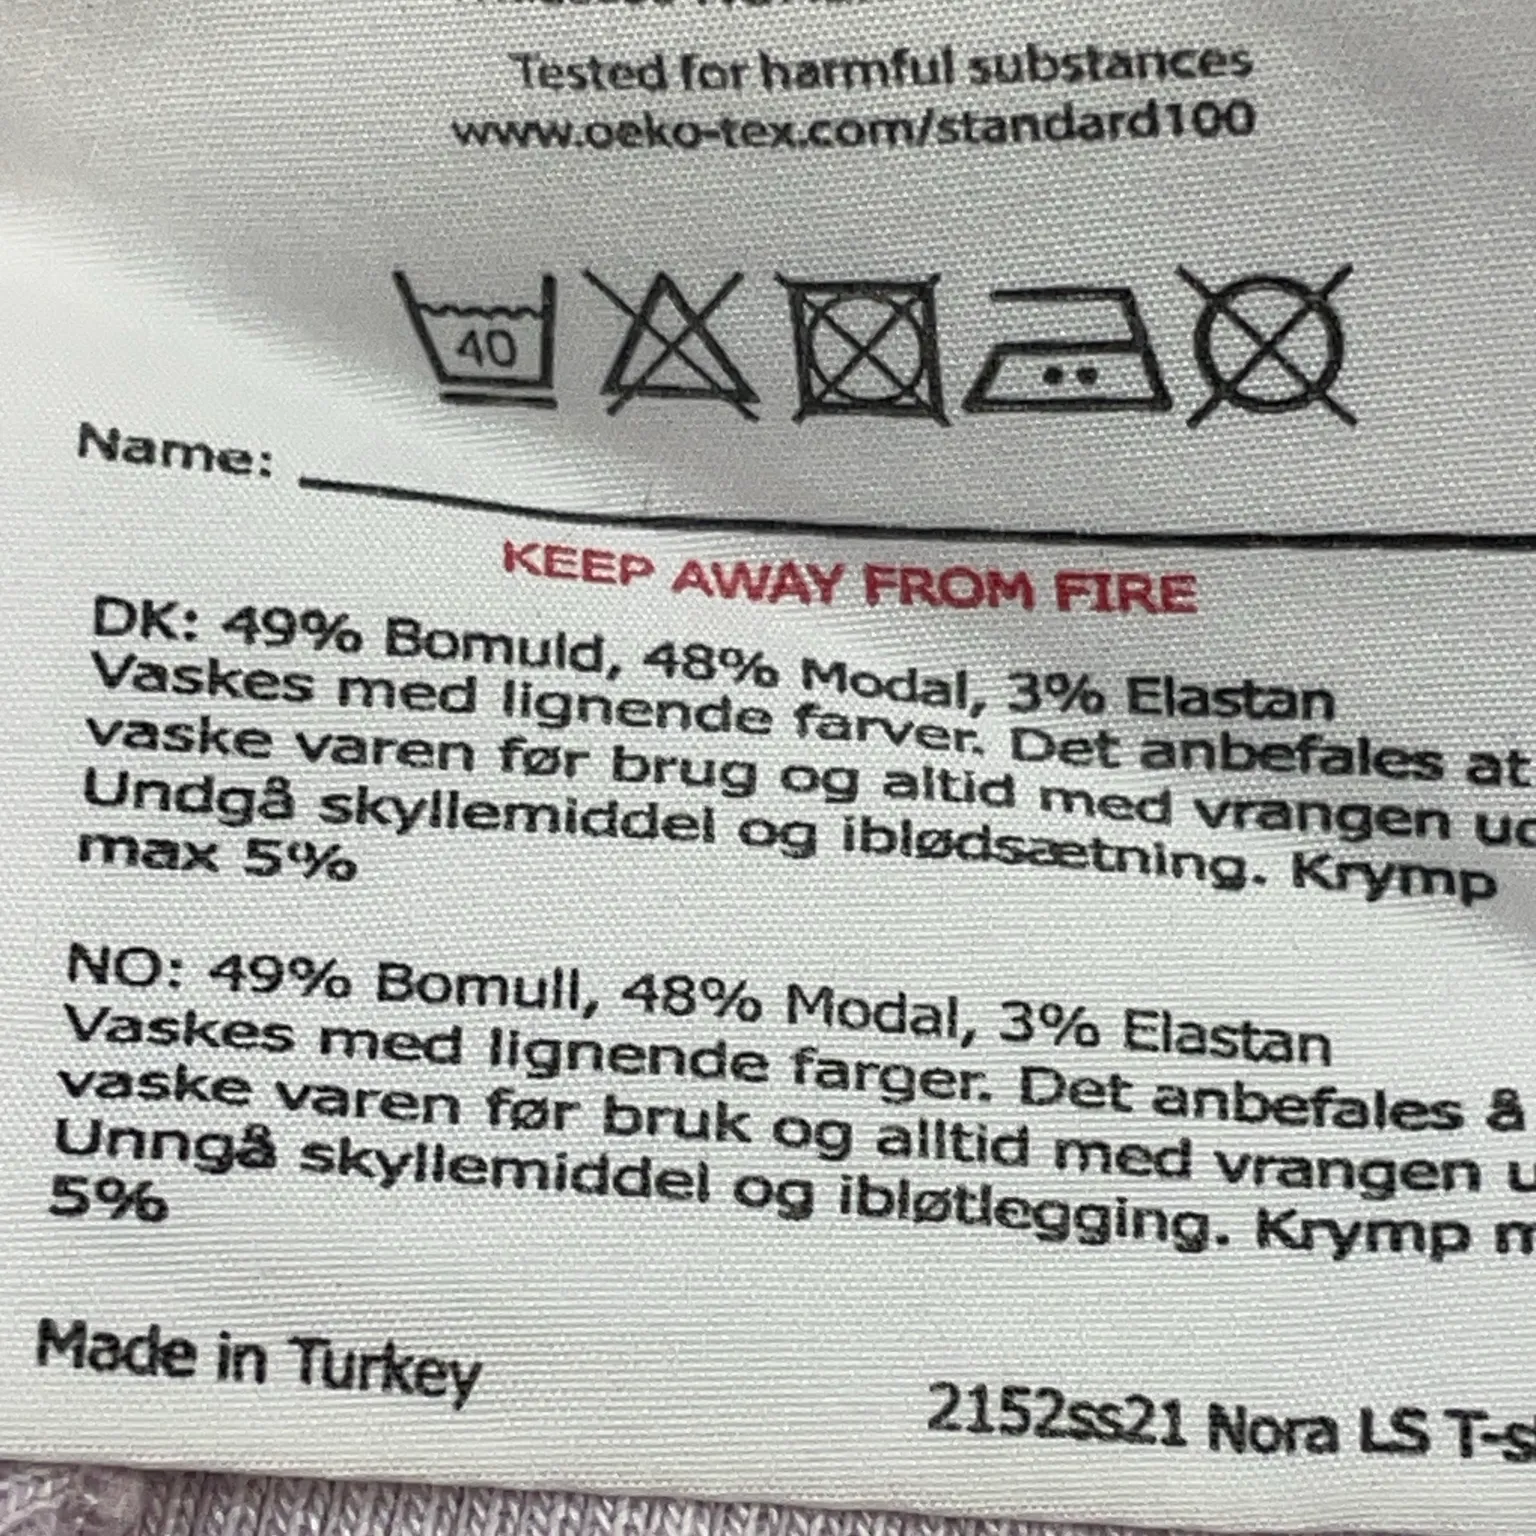 Tested for harmful substances
www.oeko-tex.com/standard100
40
Name:
KEEP AWAY FROM FIRE
DK: 49% Bomuld, 48% Modal, 3% Elastan
Vaskes med lignende farver. Det anbefales at
vaske varen før brug og altid med vrangen
Undgå skyllemiddel og iblødsætning. Krymp
max 5%
NO: 49% Bomull, 48% Modal, 3% Elastan
Vaskes med lignende farger. Det anbefales å
vaske varen før bruk og alltid med vrangen
Unngå skyllemiddel og ibløtlegging. Krymp
5%
Made in Turkey
2152ss21 Nora LS